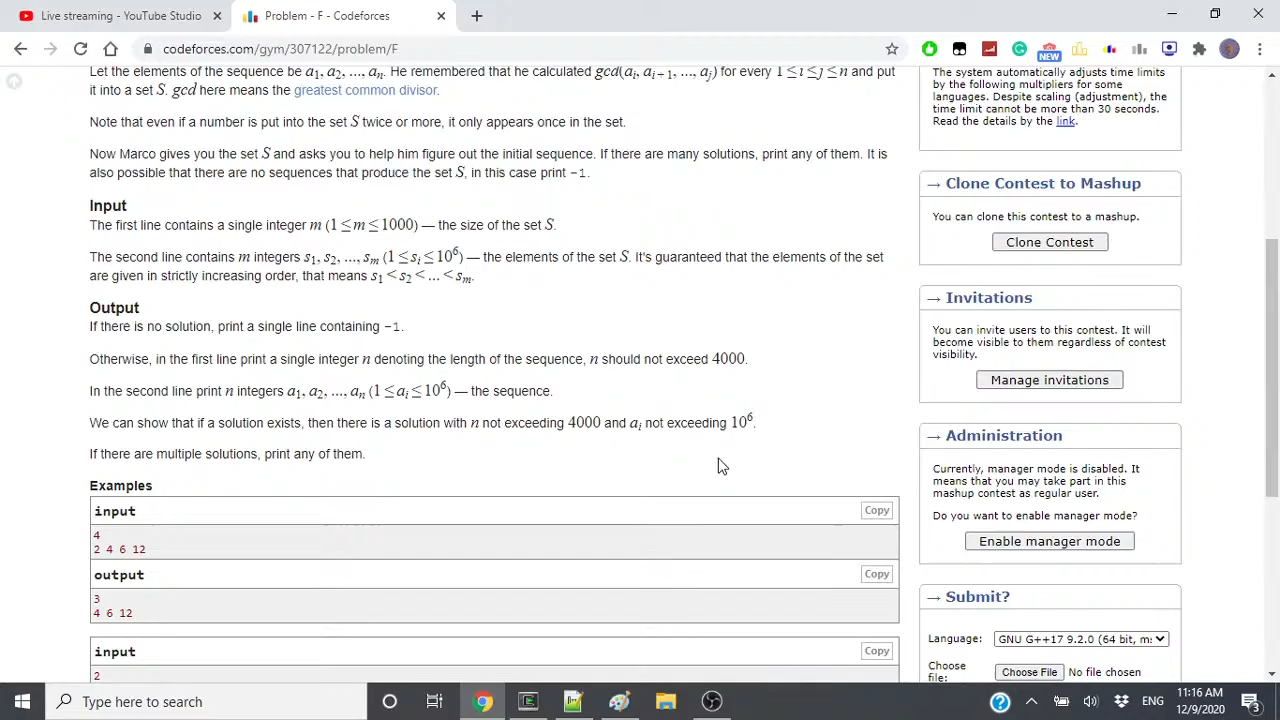 Live streaming - YouTube Studio
Problem - F - Codeforces
codeforces.com/gym/307122/problem/F
NEW
Let the elements of the sequence be a1, a2, ..., an. He remembered that he calculated gcd(ai, ai+1, ..., aj) for every 1≤i≤j≤n and put
it into a set S. gcd here means the greatest common divisor.
Note that even if a number is put into the set S twice or more, it only appears once in the set.
Now Marco gives you the set S and asks you to help him figure out the initial sequence. If there are many solutions, print any of them. It is
also possible that there are no sequences that produce the set S, in this case print -1.
Input
The first line contains a single integer m (1≤m≤1000) — the size of the set S.
The second line contains m integers s1, s2, ..., sm (1≤si≤10^6) — the elements of the set S. It's guaranteed that the elements of the set
are given in strictly increasing order, that means s1<s2<...<sm.
Output
If there is no solution, print a single line containing -1.
Otherwise, in the first line print a single integer n denoting the length of the sequence, n should not exceed 4000.
In the second line print n integers a1, a2, ..., an (1≤ai≤10^6) — the sequence.
We can show that if a solution exists, then there is a solution with n not exceeding 4000 and ai not exceeding 10^6.
If there are multiple solutions, print any of them.
Examples
input
Copy
4
2 4 6 12
output
Copy
3
4 6 12
input
Copy
2
The system automatically adjusts time limits
by the following multipliers for some
languages. Despite scaling (adjustment), the
time limit cannot be more than 30 seconds.
Read the details by the link.
→ Clone Contest to Mashup
You can clone this contest to a mashup.
Clone Contest
→ Invitations
You can invite users to this contest. It will
become visible to them regardless of contest
visibility.
Manage invitations
→ Administration
Currently, manager mode is disabled. It
means that you may take part in this
mashup contest as regular user.
Do you want to enable manager mode?
Enable manager mode
→ Submit?
Language: GNU G++17 9.2.0 (64 bit, ms
Choose
file:
Choose File No file chosen
Type here to search
ENG
11:16 AM
12/9/2020
3